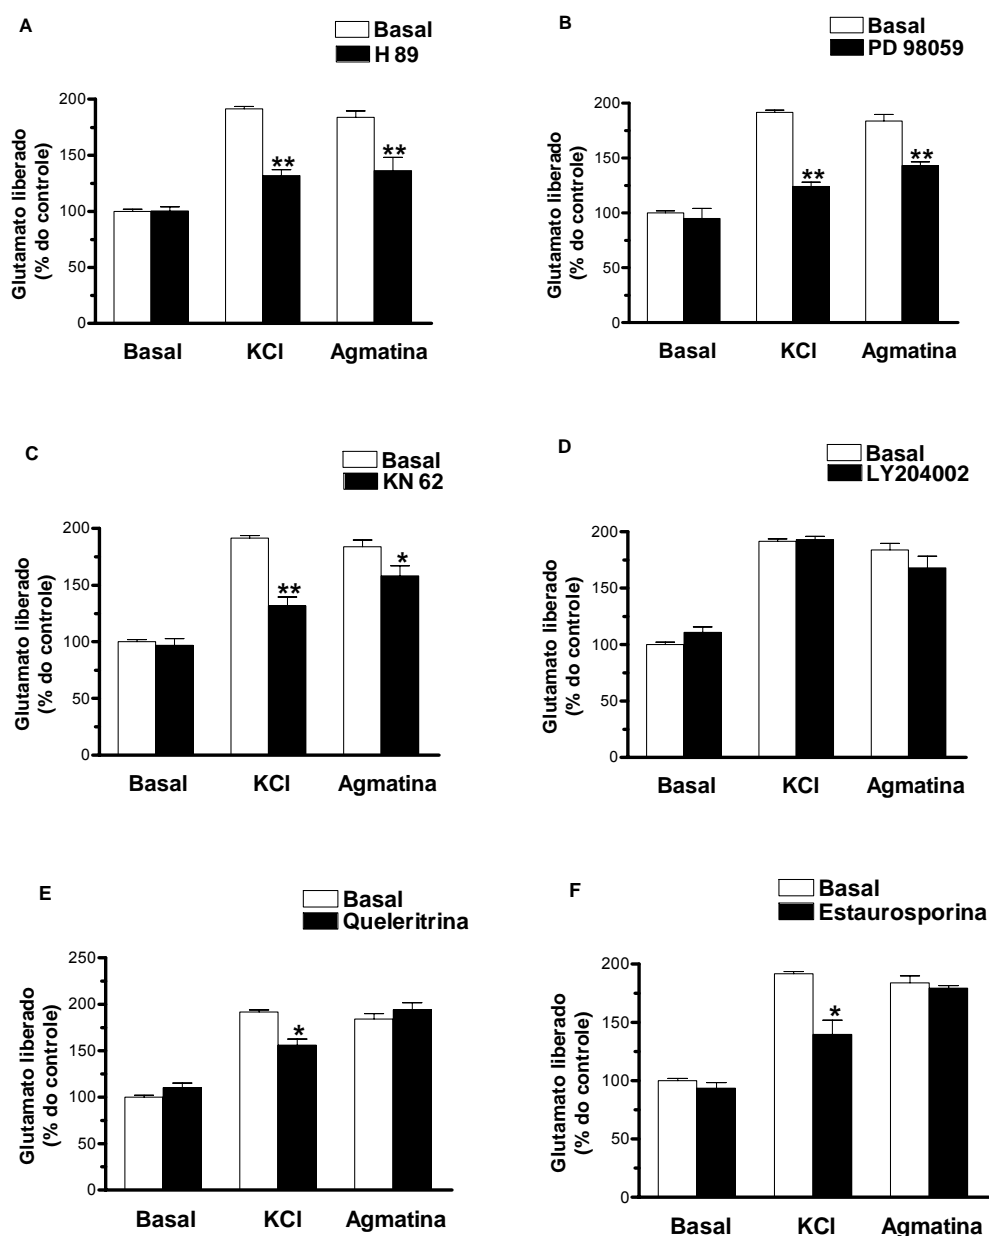 A
Basal
H 89
Glutamato liberado
(% do controle)
200
150
100
50
0
**
**
Basal KCl Agmatina
B
Basal
PD 98059
Glutamato liberado
(% do controle)
200
150
100
50
0
**
**
Basal KCl Agmatina
C
Basal
KN 62
Glutamato liberado
(% do controle)
200
150
100
50
0
**
*
Basal KCl Agmatina
D
Basal
LY204002
Glutamato liberado
(% do controle)
200
150
100
50
0
Basal KCl Agmatina
E
Basal
Queleritrina
Glutamato liberado
(% do controle)
250
200
150
100
50
0
*
Basal KCl Agmatina
F
Basal
Estaurosporina
Glutamato liberado
(% do controle)
200
150
100
50
0
*
Basal KCl Agmatina